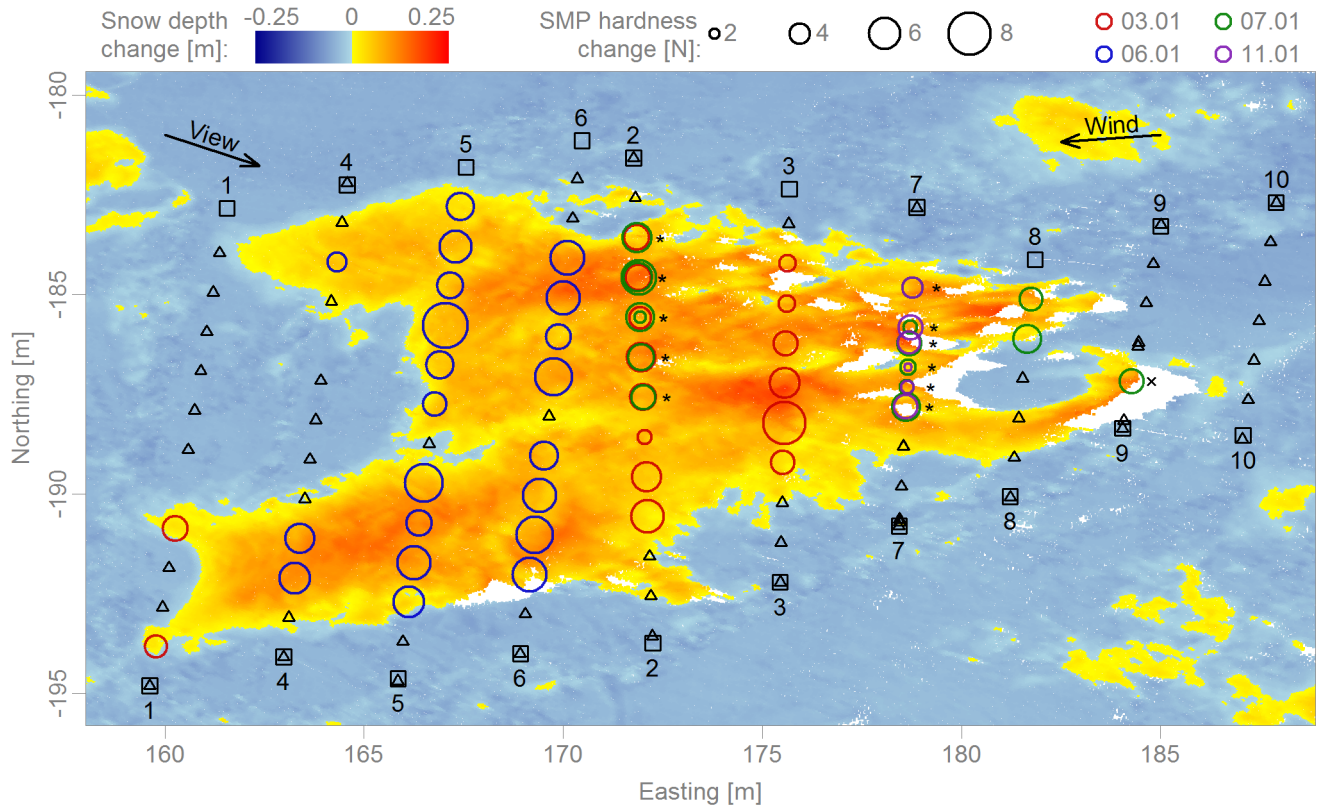 Snow depth change [m]:
-0.25 0 0.25
SMP hardness change [N]:
2 4 6 8
03.01 07.01
06.01 11.01
-180
-185
-190
-195
Northing [m]
View
Wind
1 4 5 6 2 3 7 8 9 10
* * * * *
* * * * * *
×
1 4 5 6 2 3 7 8 9 10
160 165 170 175 180 185
Easting [m]